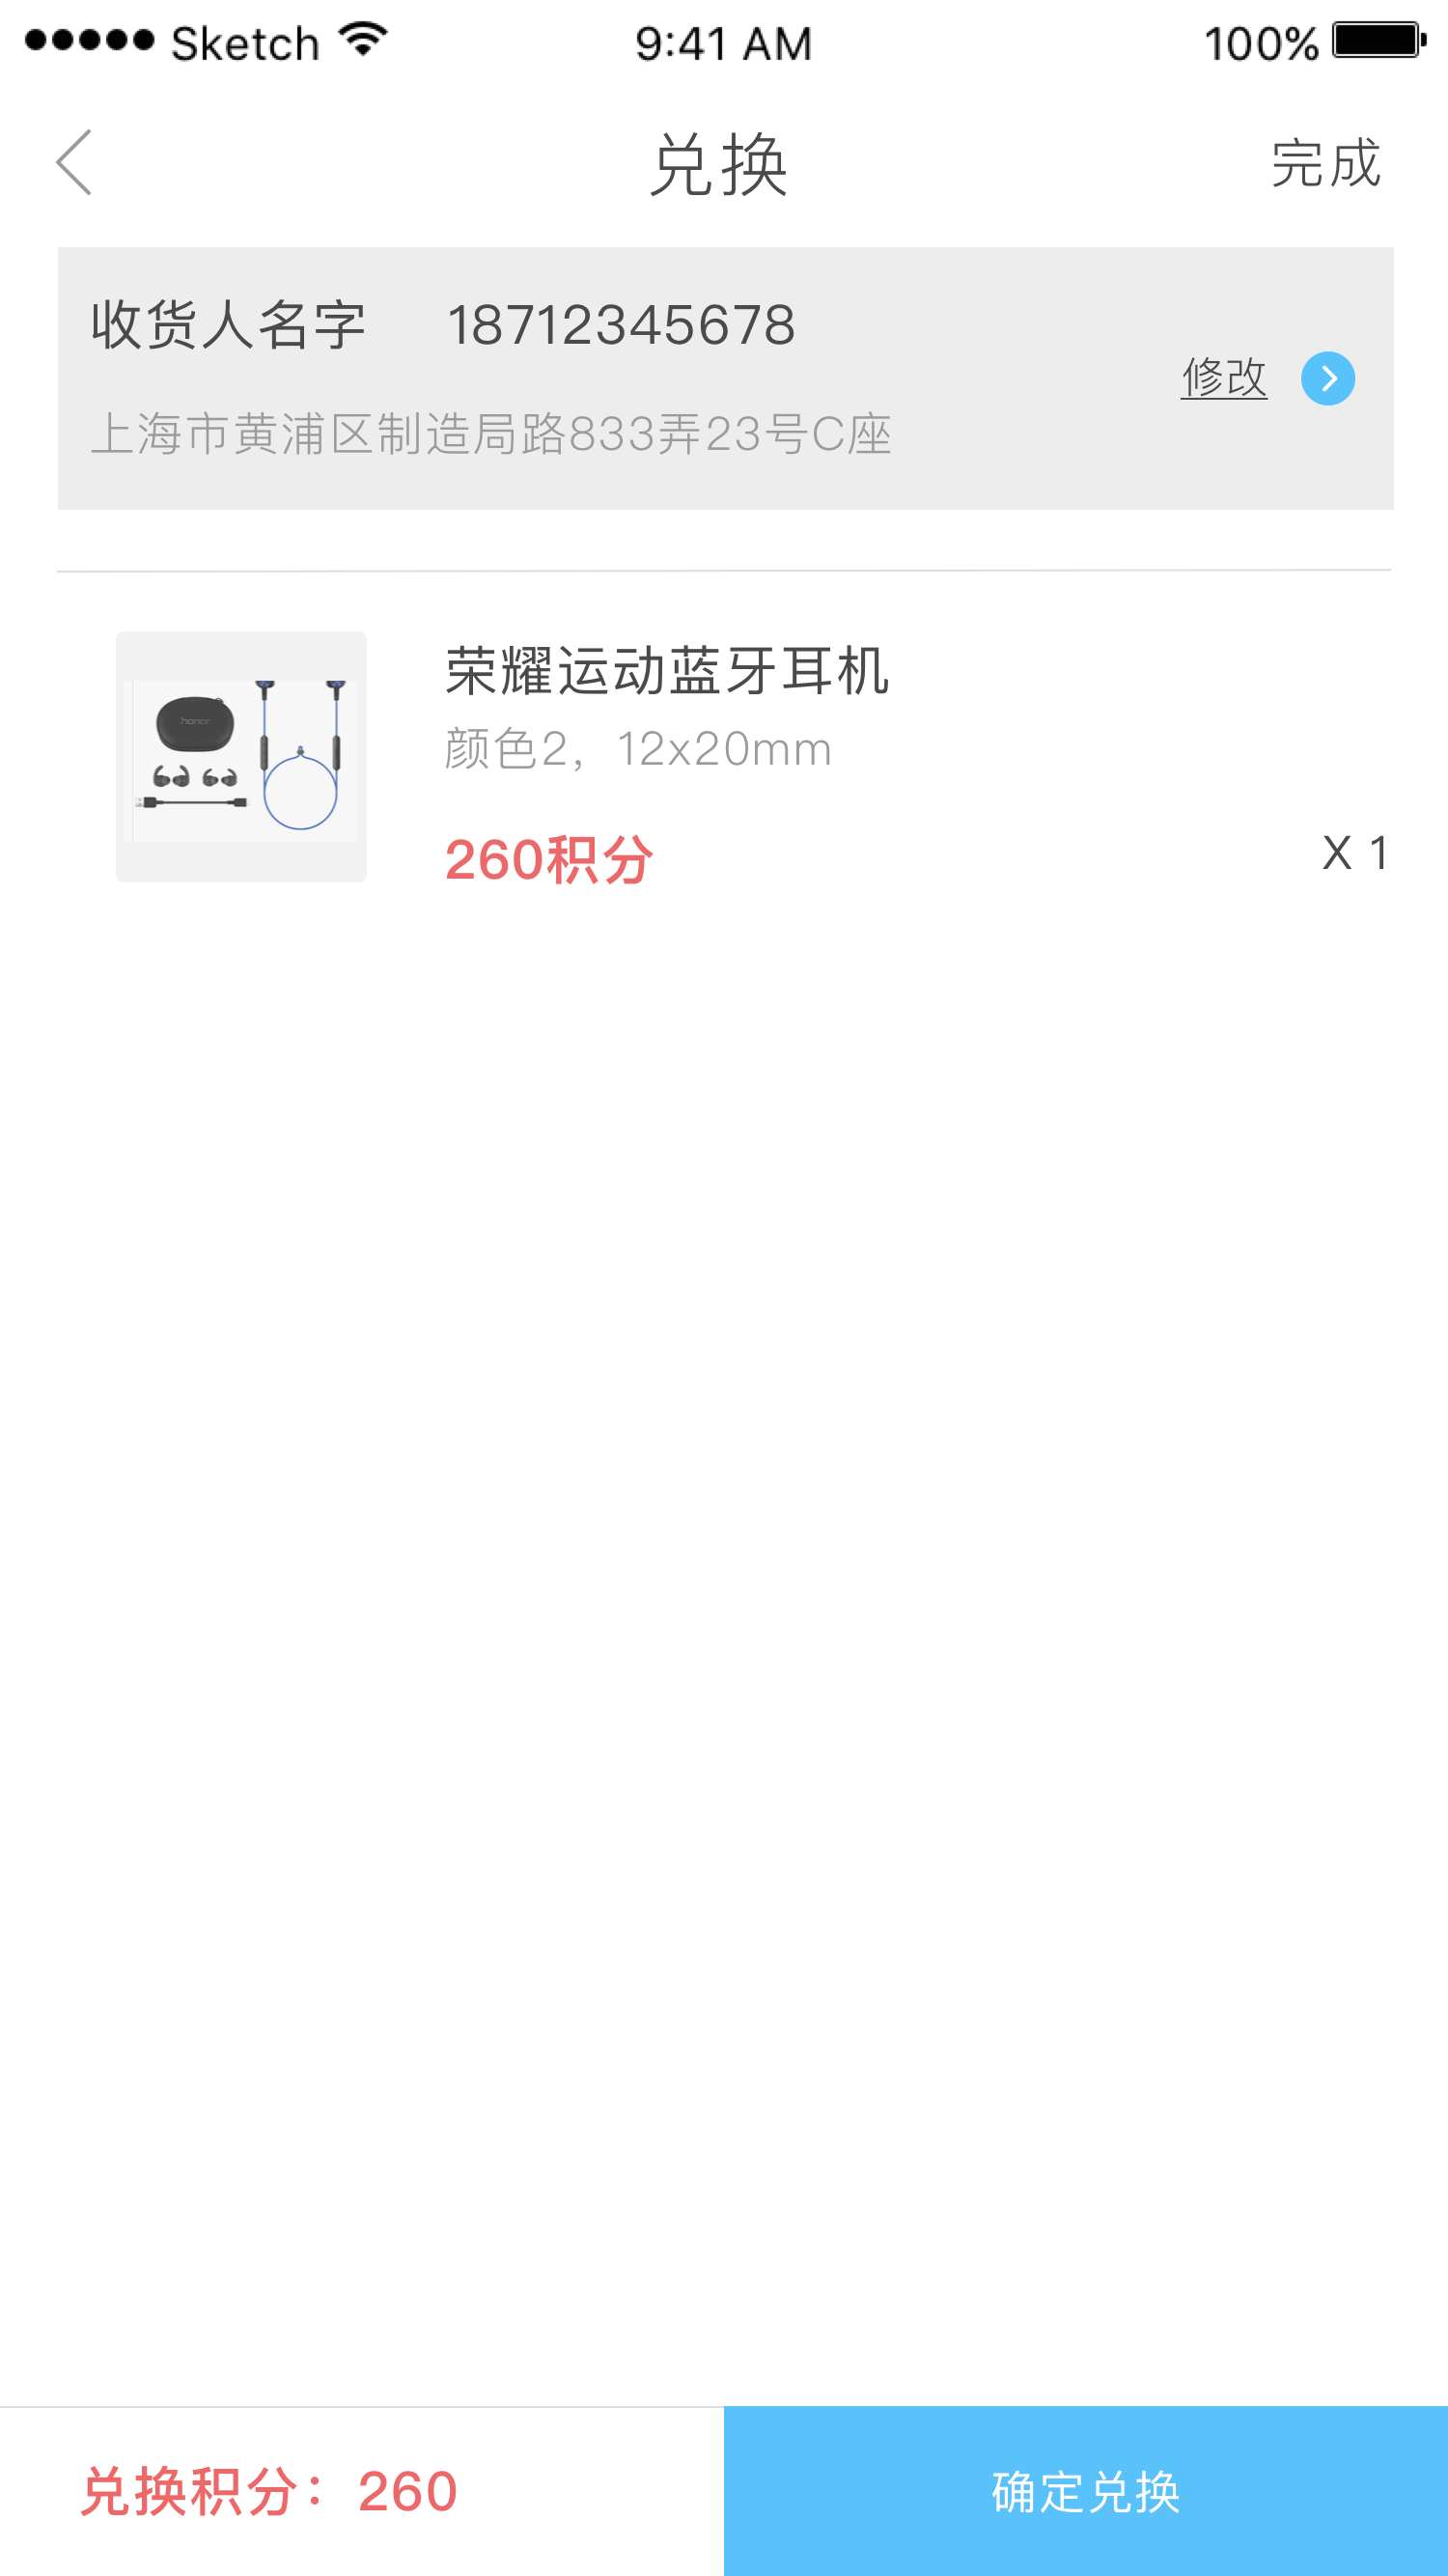 Sketch 9:41 AM 100%
兑换 完成
收货人名字 18712345678
修改
上海市黄浦区制造局路833弄23号C座
荣耀运动蓝牙耳机
honor
颜色2，12x20mm
260积分 X 1
兑换积分：260 确定兑换